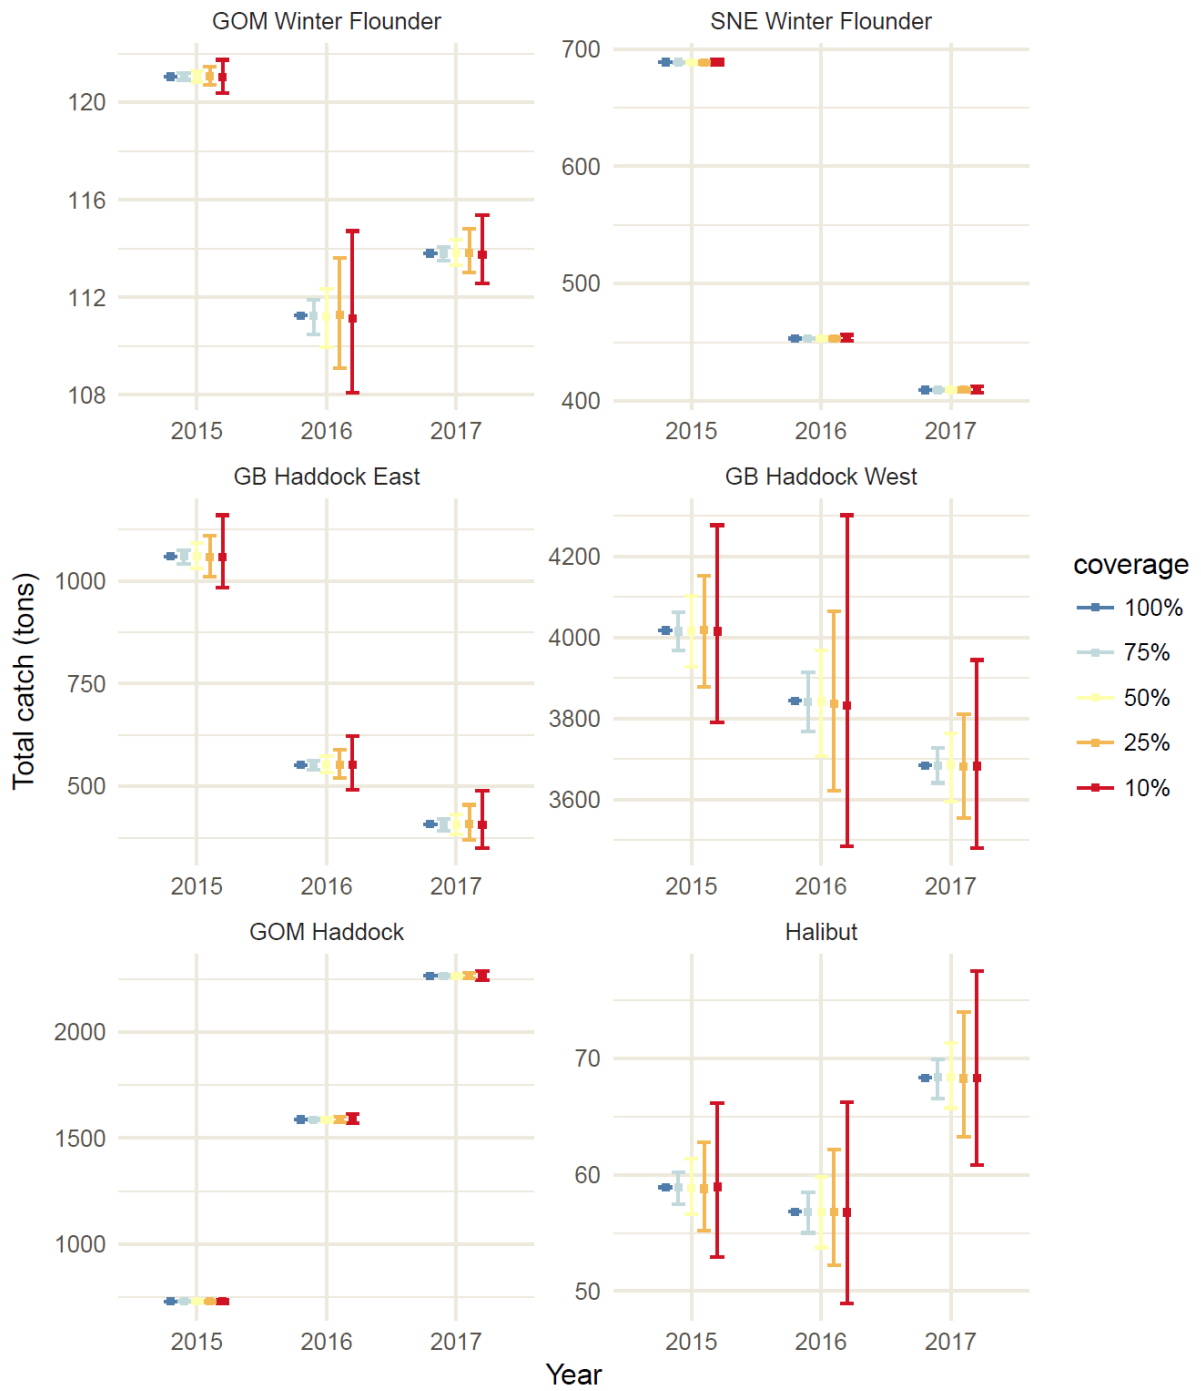 GOM Winter Flounder
SNE Winter Flounder
120
116
112
108
2015 2016 2017
700
600
500
400
2015 2016 2017
GB Haddock East
GB Haddock West
Total catch (tons)
1000
750
500
2015 2016 2017
4200
4000
3800
3600
2015 2016 2017
coverage
100%
75%
50%
25%
10%
GOM Haddock
Halibut
2000
1500
1000
2015 2016 2017
70
60
50
2015 2016 2017
Year